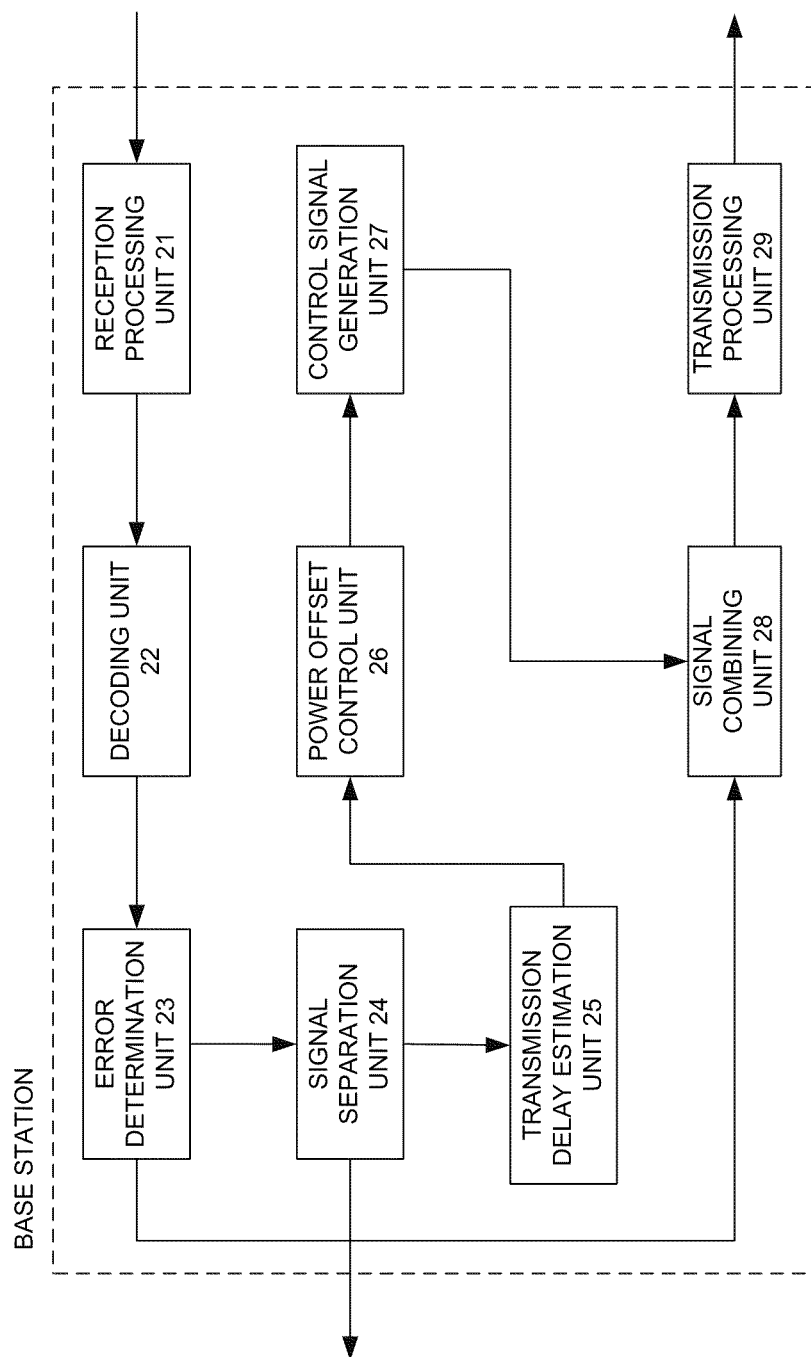 BASE STATION
ERROR
DETERMINATION
UNIT 23
DECODING UNIT
22
RECEPTION
PROCESSING
UNIT 21
SIGNAL
SEPARATION
UNIT 24
POWER OFFSET
CONTROL UNIT
26
CONTROL SIGNAL
GENERATION
UNIT 27
TRANSMISSION
DELAY ESTIMATION
UNIT 25
SIGNAL
COMBINING
UNIT 28
TRANSMISSION
PROCESSING
UNIT 29